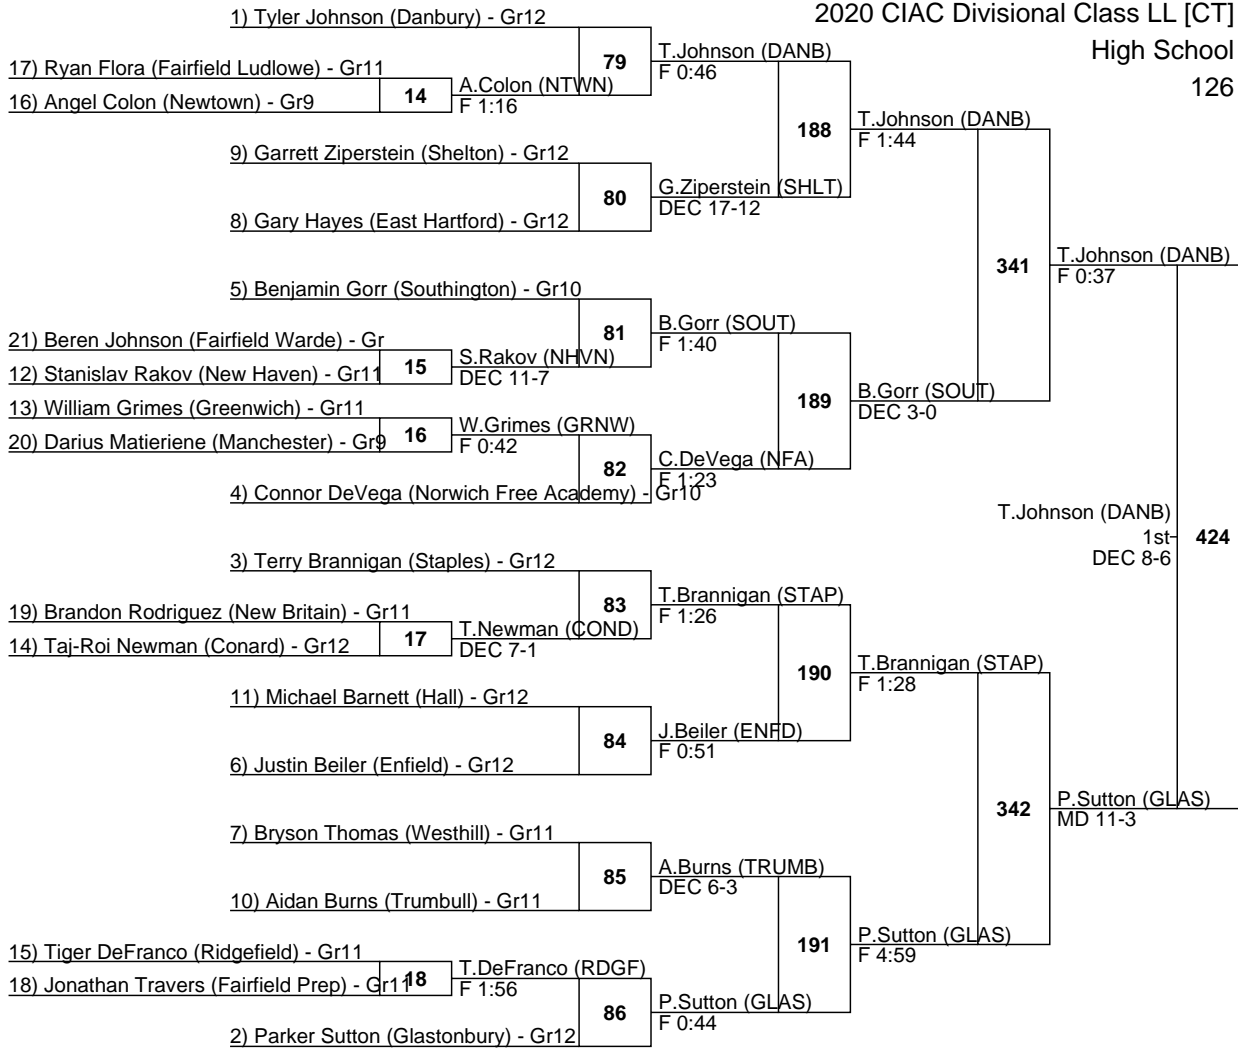 2020 CIAC Divisional Class LL [CT]
High School
126
1) Tyler Johnson (Danbury) - Gr12
79
T.Johnson (DANB)
F 0:46
17) Ryan Flora (Fairfield Ludlowe) - Gr11
14
A.Colon (NTWN)
F 1:16
16) Angel Colon (Newtown) - Gr9
188
T.Johnson (DANB)
F 1:44
9) Garrett Ziperstein (Shelton) - Gr12
80
G.Ziperstein (SHLT)
DEC 17-12
8) Gary Hayes (East Hartford) - Gr12
341
T.Johnson (DANB)
F 0:37
5) Benjamin Gorr (Southington) - Gr10
81
B.Gorr (SOUT)
F 1:40
21) Beren Johnson (Fairfield Warde) - Gr
15
S.Rakov (NHVN)
DEC 11-7
12) Stanislav Rakov (New Haven) - Gr11
189
B.Gorr (SOUT)
DEC 3-0
13) William Grimes (Greenwich) - Gr11
16
W.Grimes (GRNW)
F 0:42
20) Darius Matieriene (Manchester) - Gr9
82
C.DeVega (NFA)
F 1:23
4) Connor DeVega (Norwich Free Academy) - Gr10
T.Johnson (DANB)
1st
424
DEC 8-6
3) Terry Brannigan (Staples) - Gr12
83
T.Brannigan (STAP)
F 1:26
19) Brandon Rodriguez (New Britain) - Gr11
17
T.Newman (COND)
DEC 7-1
14) Taj-Roi Newman (Conard) - Gr12
190
T.Brannigan (STAP)
F 1:28
11) Michael Barnett (Hall) - Gr12
84
J.Beiler (ENFD)
F 0:51
6) Justin Beiler (Enfield) - Gr12
342
P.Sutton (GLAS)
MD 11-3
7) Bryson Thomas (Westhill) - Gr11
85
A.Burns (TRUMB)
DEC 6-3
10) Aidan Burns (Trumbull) - Gr11
191
P.Sutton (GLAS)
F 4:59
15) Tiger DeFranco (Ridgefield) - Gr11
18
T.DeFranco (RDGF)
F 1:56
18) Jonathan Travers (Fairfield Prep) - Gr11
86
P.Sutton (GLAS)
F 0:44
2) Parker Sutton (Glastonbury) - Gr12